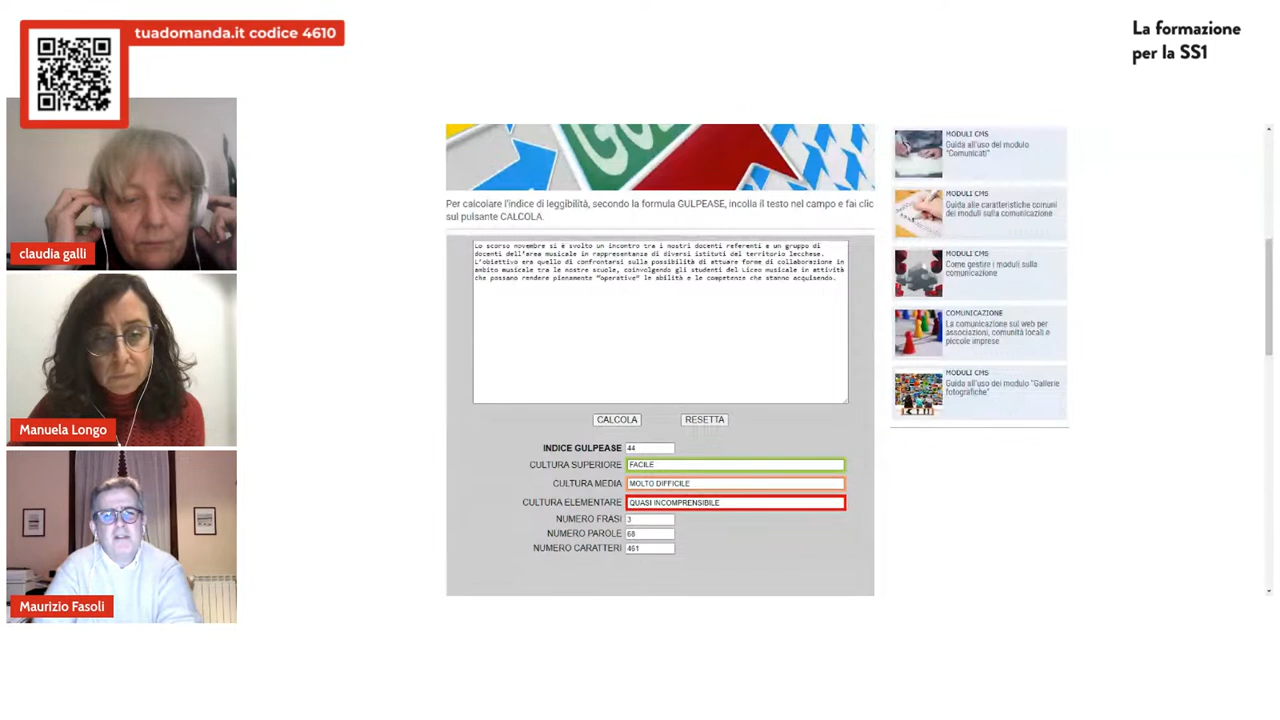 tuadomanda.it codice 4610
La formazione
per la SS1
claudia galli
Manuela Longo
Maurizio Fasoli
Per calcolare l'indice di leggibilità, secondo la formula GULPEASE, incolla il testo nel campo e fai clic
sul pulsante CALCOLA.
Lo scorso novembre si è svolto un incontro tra i nostri docenti referenti e un gruppo di
docenti dell'area musicale in rappresentanza di diversi istituti del territorio lecchese.
L'obiettivo era quello di confrontarsi sulla possibilità di attuare forme di collaborazione in
ambito musicale tra le nostre scuole, coinvolgendo gli studenti del Liceo musicale in attività
che possano rendere pienamente "operative" le abilità e le competenze che stanno acquisendo.
CALCOLA RESETTA
INDICE GULPEASE 44
CULTURA SUPERIORE FACILE
CULTURA MEDIA MOLTO DIFFICILE
CULTURA ELEMENTARE QUASI INCOMPRENSIBILE
NUMERO FRASI 3
NUMERO PAROLE 68
NUMERO CARATTERI 461
MODULI CMS
Guida all'uso del modulo
"Comunicati"
MODULI CMS
Guida alle caratteristiche comuni
dei moduli sulla comunicazione
MODULI CMS
Come gestire i moduli sulla
comunicazione
COMUNICAZIONE
La comunicazione sul web per
associazioni, comunità locali e
piccole imprese
MODULI CMS
Guida all'uso del modulo "Gallerie
fotografiche"